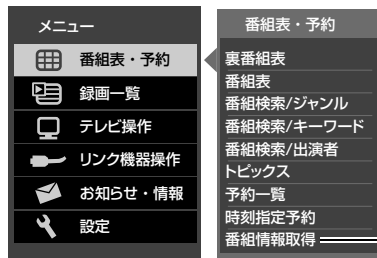 メニュー
番組表・予約
録画一覧
テレビ操作
リンク機器操作
お知らせ・情報
設定
番組表・予約
裏番組表
番組表
番組検索/ジャンル
番組検索/キーワード
番組検索/出演者
トピックス
予約一覧
時刻指定予約
番組情報取得